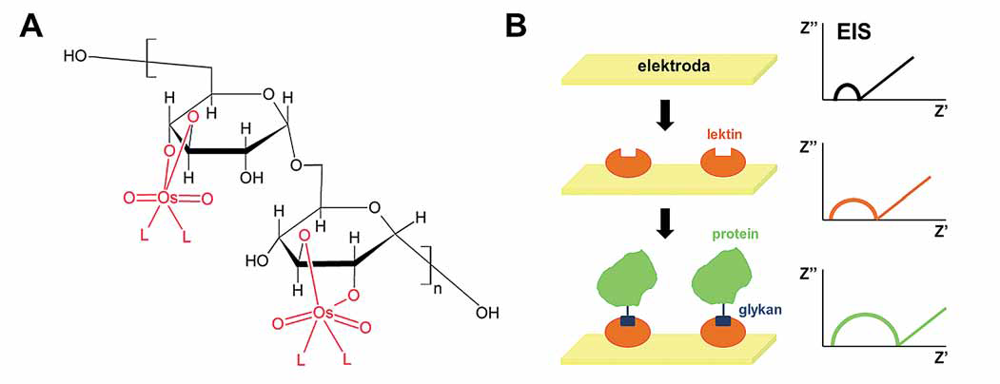 A
HO
H
O
H
O
H
H
O
H
OH
O
O
Os
O
L
L
H
O
O
H
H
HO
H
H
O
n
OH
O
Os
O
L
L
B
elektroda
lektin
protein
glykan
EIS
Z''
Z'
Z''
Z'
Z''
Z'